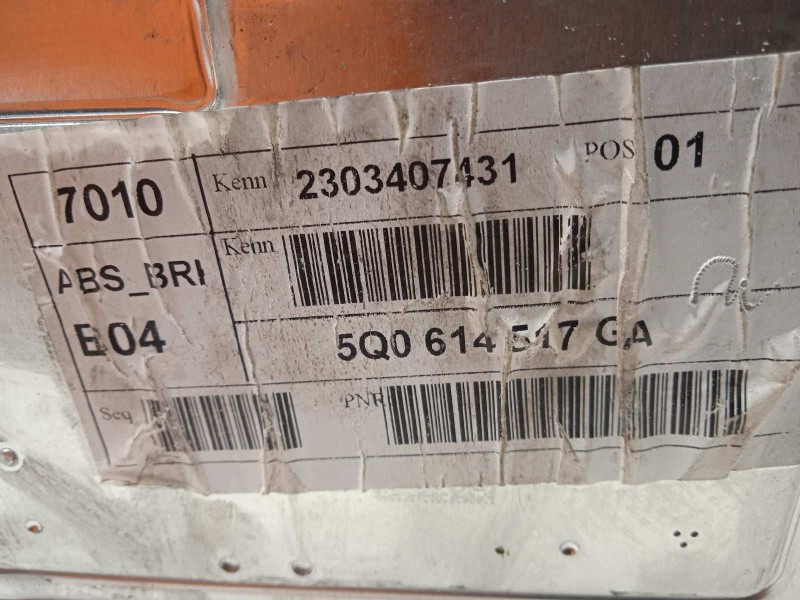 7010
Kenn 2303407431 POS 01
Kenn
ABS_BRI
E04
5Q0 614 517 GA
Seq
PNR